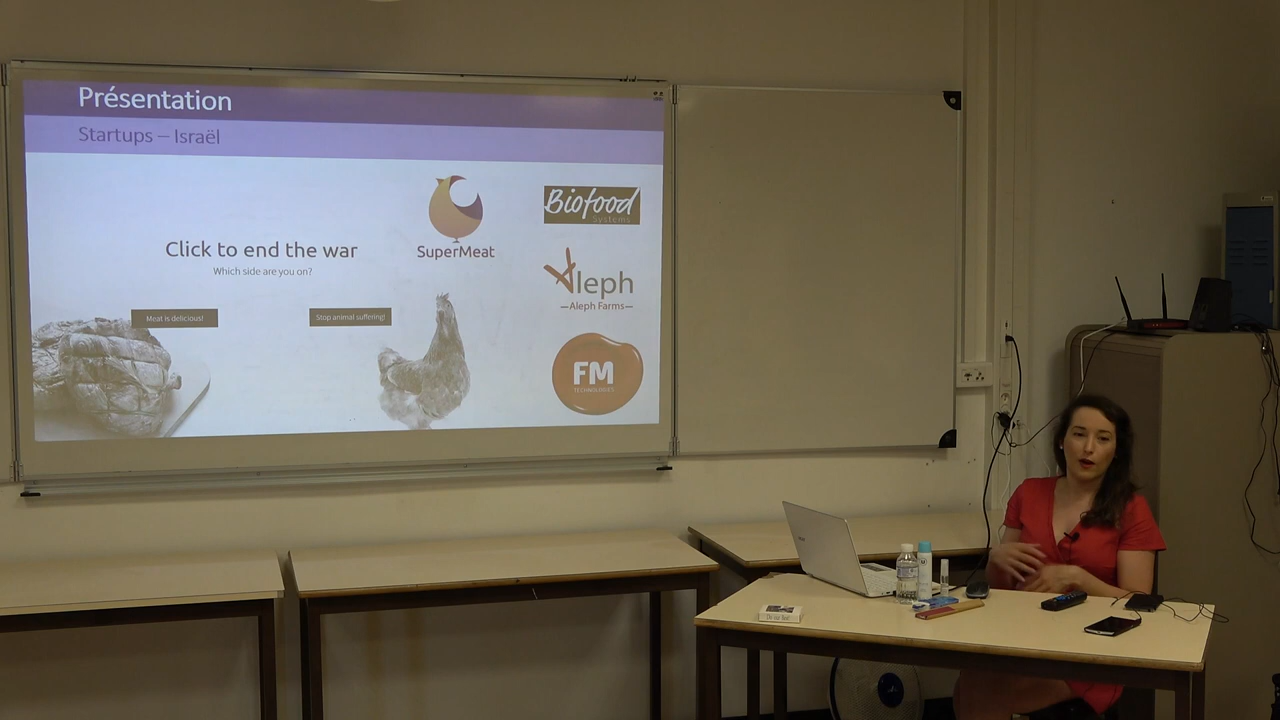 Présentation
Startups – Israël
Click to end the war
Which side are you on?
Meat is delicious!
Stop animal suffering!
SuperMeat
Biofood
Systems
Aleph
—Aleph Farms—
FM
TECHNOLOGIES